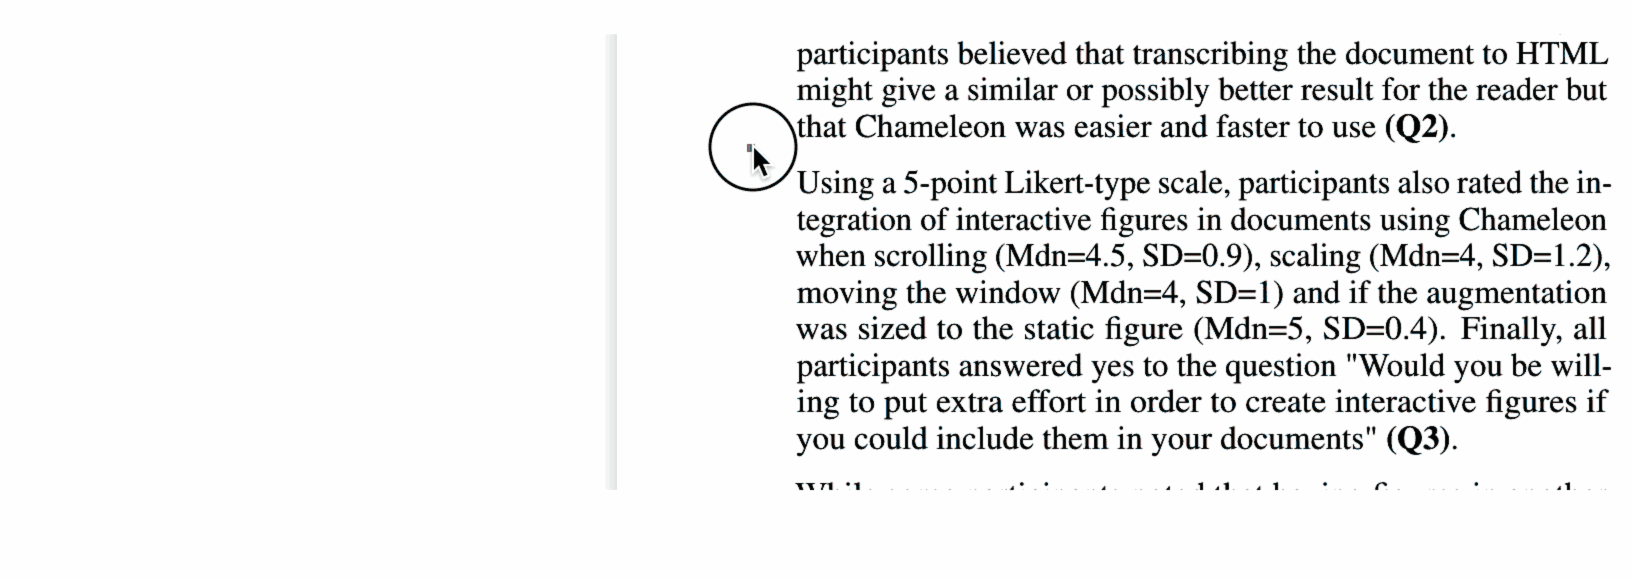 participants believed that transcribing the document to HTML
might give a similar or possibly better result for the reader but
that Chameleon was easier and faster to use (Q2).
Using a 5-point Likert-type scale, participants also rated the in-
tegration of interactive figures in documents using Chameleon
when scrolling (Mdn=4.5, SD=0.9), scaling (Mdn=4, SD=1.2),
moving the window (Mdn=4, SD=1) and if the augmentation
was sized to the static figure (Mdn=5, SD=0.4). Finally, all
participants answered yes to the question "Would you be will-
ing to put extra effort in order to create interactive figures if
you could include them in your documents" (Q3).